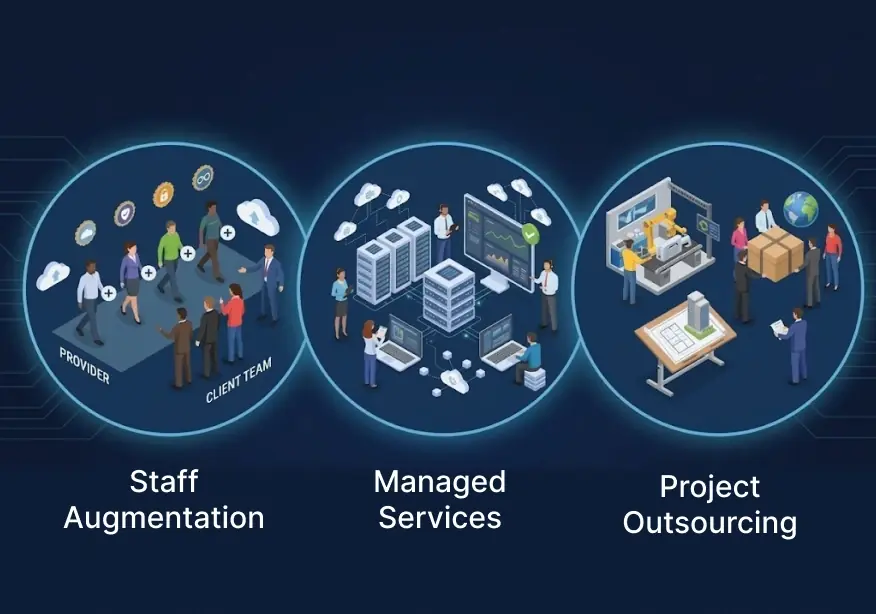 PROVIDER
CLIENT TEAM
Staff
Augmentation
Managed
Services
Project
Outsourcing